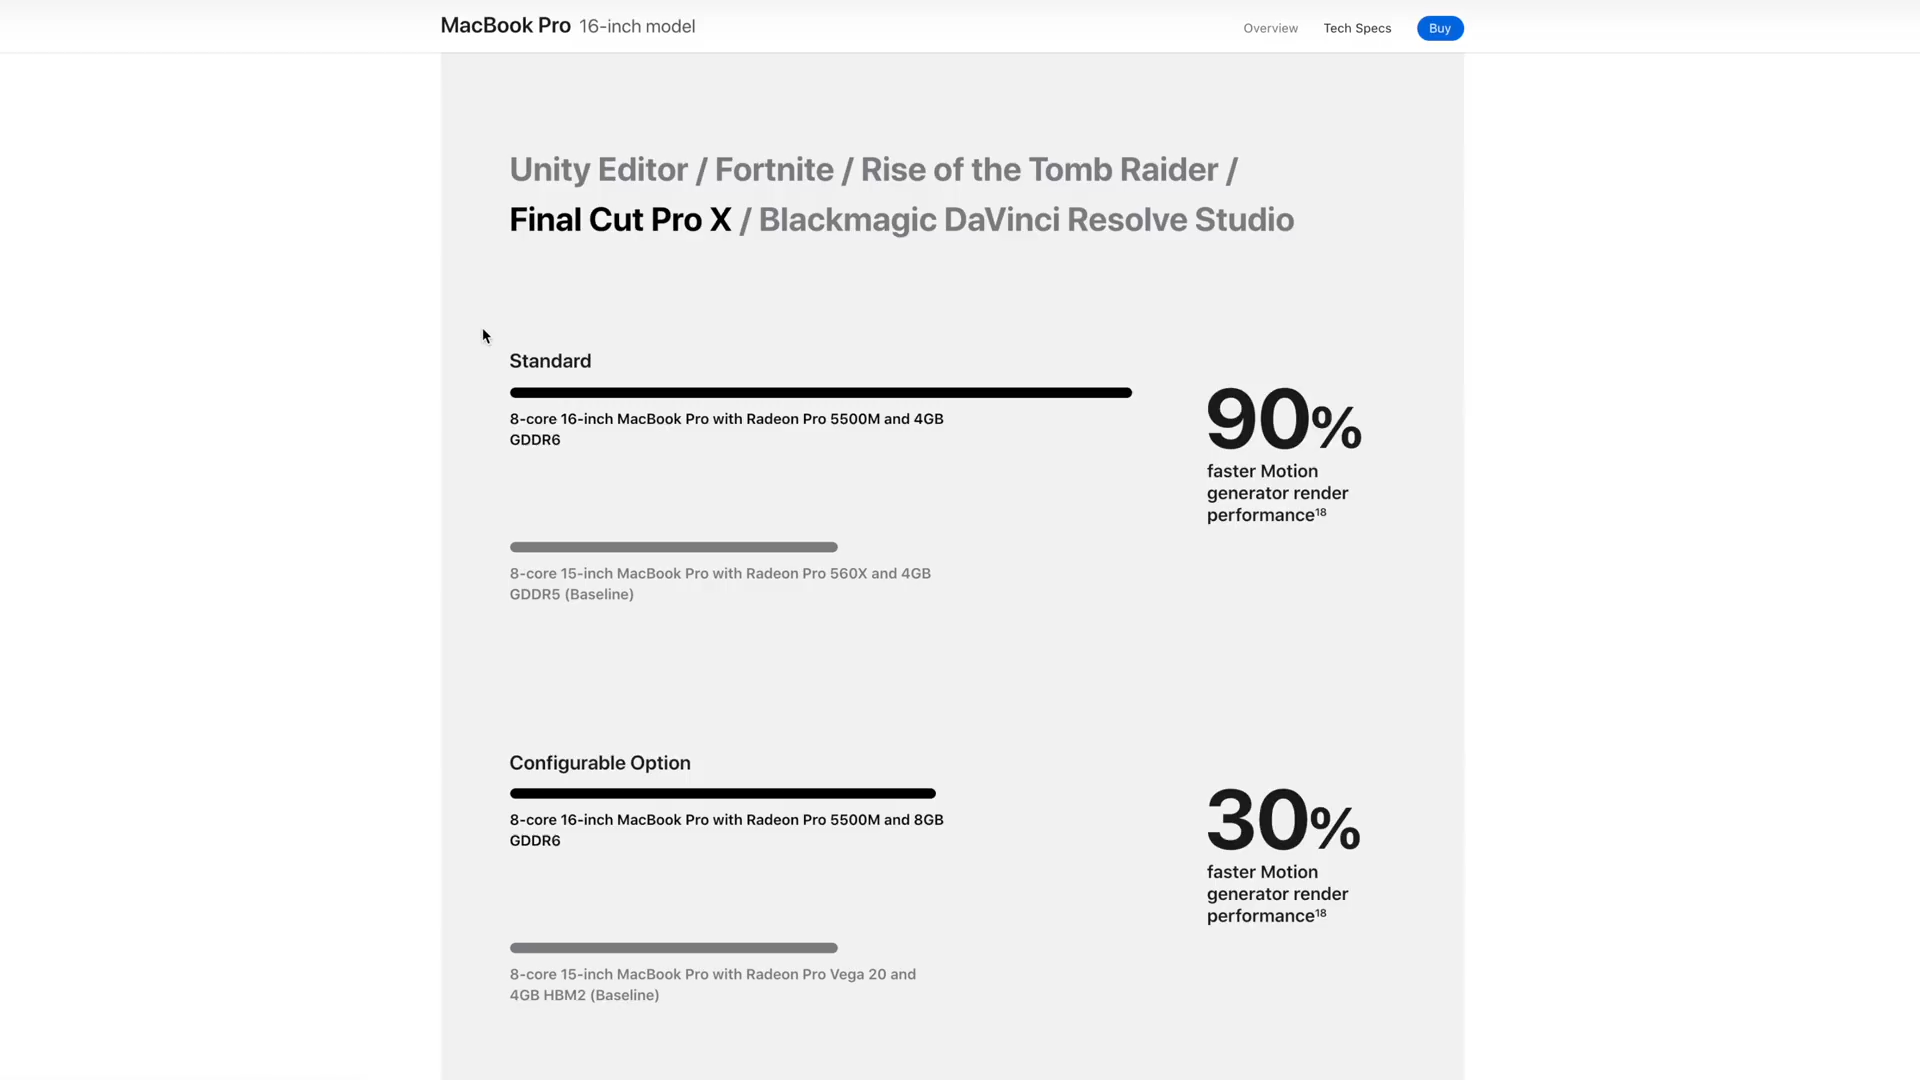 MacBook Pro 16-inch model
Overview Tech Specs Buy
Unity Editor / Fortnite / Rise of the Tomb Raider /
Final Cut Pro X / Blackmagic DaVinci Resolve Studio
Standard
8-core 16-inch MacBook Pro with Radeon Pro 5500M and 4GB
GDDR6
90%
faster Motion
generator render
performance¹⁸
8-core 15-inch MacBook Pro with Radeon Pro 560X and 4GB
GDDR5 (Baseline)
Configurable Option
8-core 16-inch MacBook Pro with Radeon Pro 5500M and 8GB
GDDR6
30%
faster Motion
generator render
performance¹⁸
8-core 15-inch MacBook Pro with Radeon Pro Vega 20 and
4GB HBM2 (Baseline)